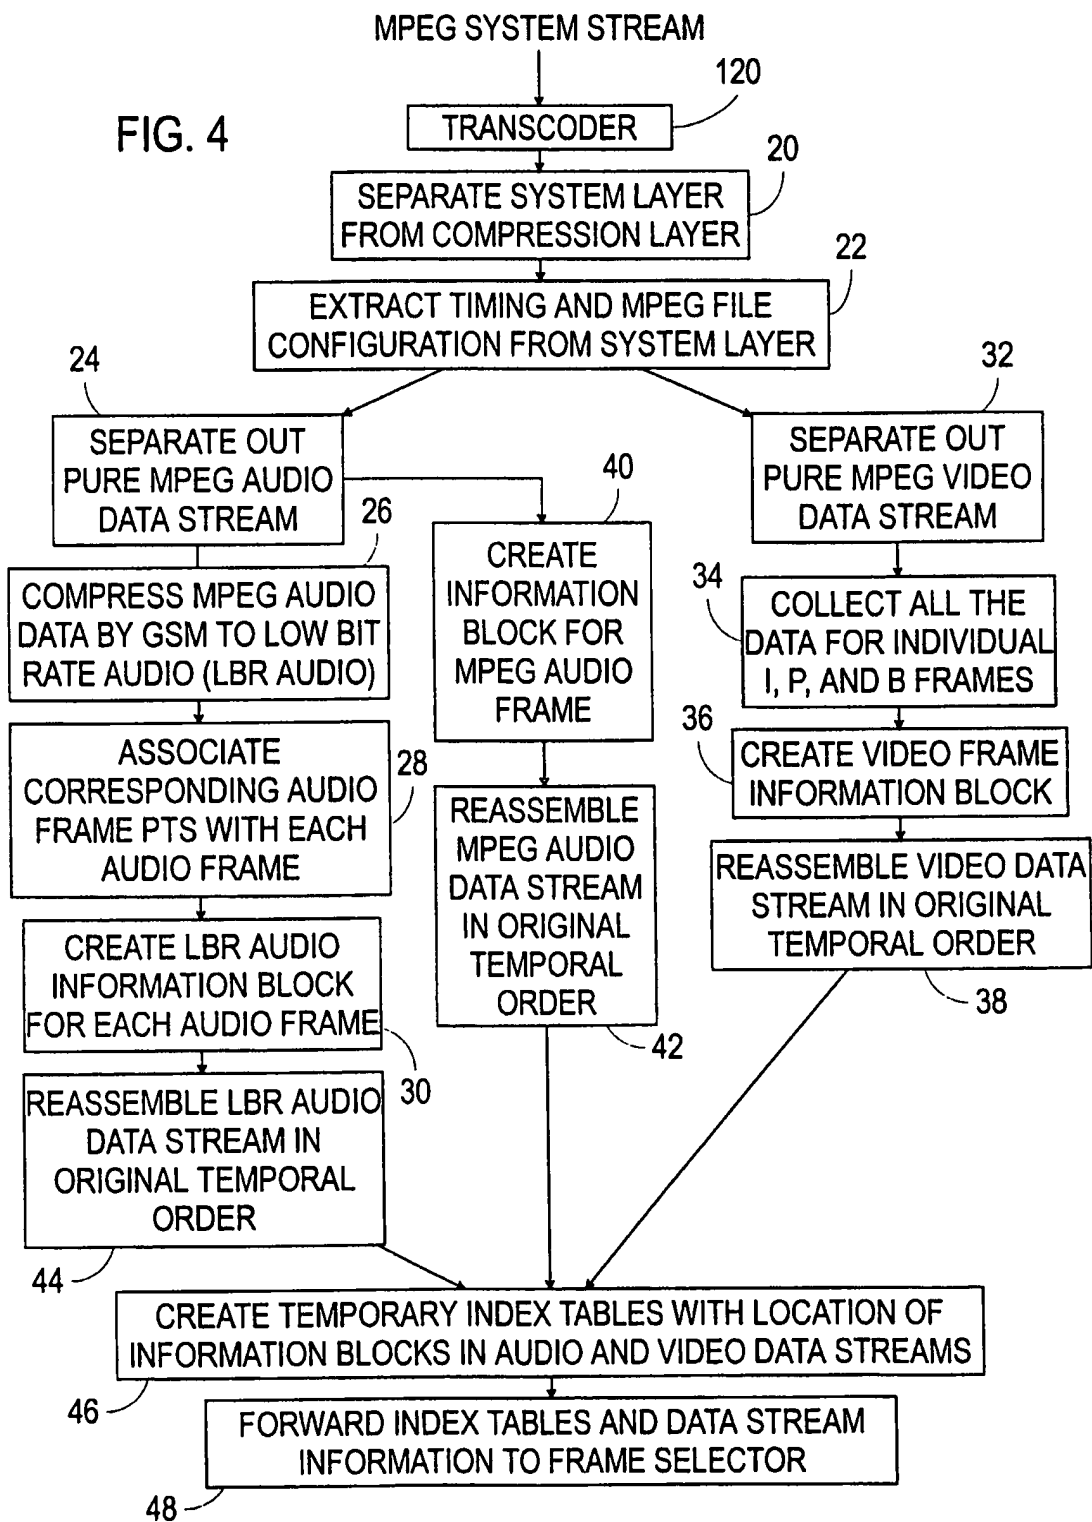 MPEG SYSTEM STREAM
FIG. 4
120
TRANSCODER
20
SEPARATE SYSTEM LAYER
FROM COMPRESSION LAYER
22
EXTRACT TIMING AND MPEG FILE
CONFIGURATION FROM SYSTEM LAYER
24
SEPARATE OUT
PURE MPEG AUDIO
DATA STREAM
26
COMPRESS MPEG AUDIO
DATA BY GSM TO LOW BIT
RATE AUDIO (LBR AUDIO)
ASSOCIATE
CORRESPONDING AUDIO
FRAME PTS WITH EACH
AUDIO FRAME
28
CREATE LBR AUDIO
INFORMATION BLOCK
FOR EACH AUDIO FRAME
30
REASSEMBLE LBR AUDIO
DATA STREAM IN
ORIGINAL TEMPORAL
ORDER
44
40
CREATE
INFORMATION
BLOCK FOR
MPEG AUDIO
FRAME
REASSEMBLE
MPEG AUDIO
DATA STREAM
IN ORIGINAL
TEMPORAL
ORDER
42
32
SEPARATE OUT
PURE MPEG VIDEO
DATA STREAM
34
COLLECT ALL THE
DATA FOR INDIVIDUAL
I, P, AND B FRAMES
36
CREATE VIDEO FRAME
INFORMATION BLOCK
REASSEMBLE VIDEO DATA
STREAM IN ORIGINAL
TEMPORAL ORDER
38
CREATE TEMPORARY INDEX TABLES WITH LOCATION OF
INFORMATION BLOCKS IN AUDIO AND VIDEO DATA STREAMS
46
FORWARD INDEX TABLES AND DATA STREAM
INFORMATION TO FRAME SELECTOR
48